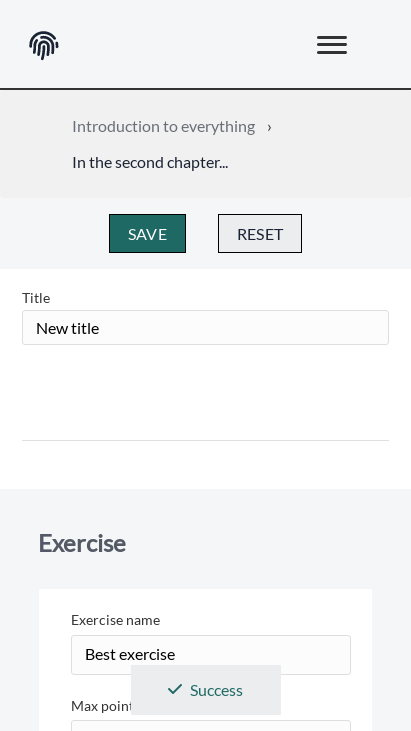 Introduction to everything ›
In the second chapter...
SAVE RESET
Title
New title
Exercise
Exercise name
Best exercise
Success
Max point